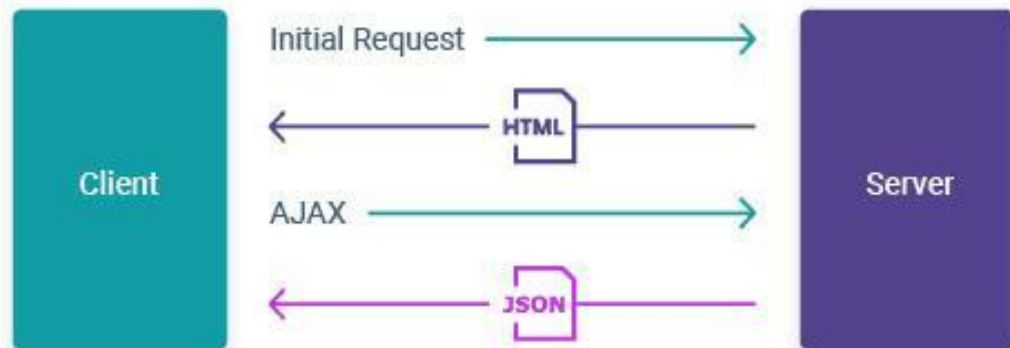 Initial Request
HTML
Client
Server
AJAX
JSON